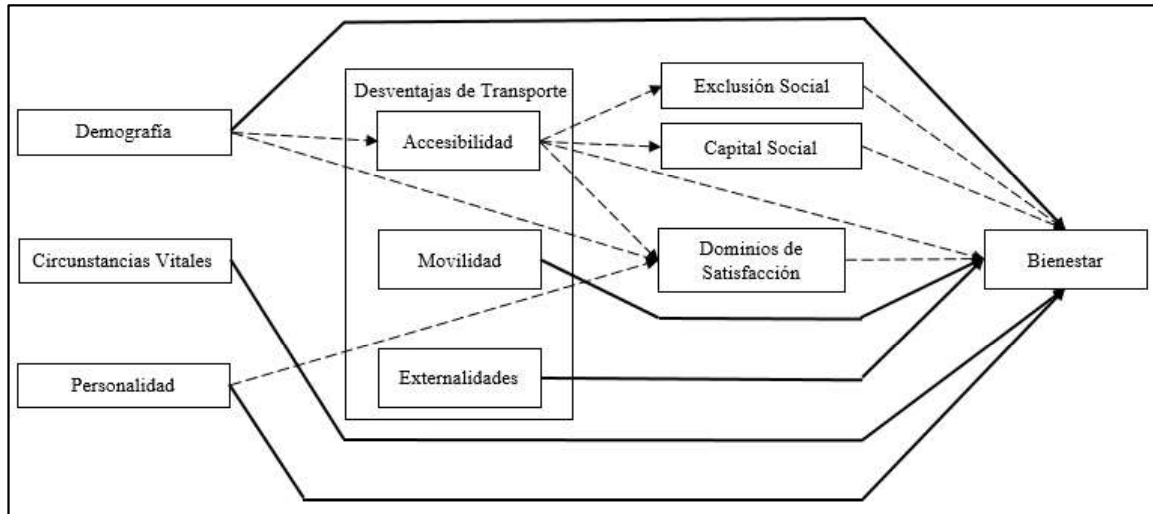 Desventajas de Transporte
Exclusión Social
Demografía
Accesibilidad
Capital Social
Circunstancias Vitales
Movilidad
Dominios de
Satisfacción
Bienestar
Personalidad
Externalidades